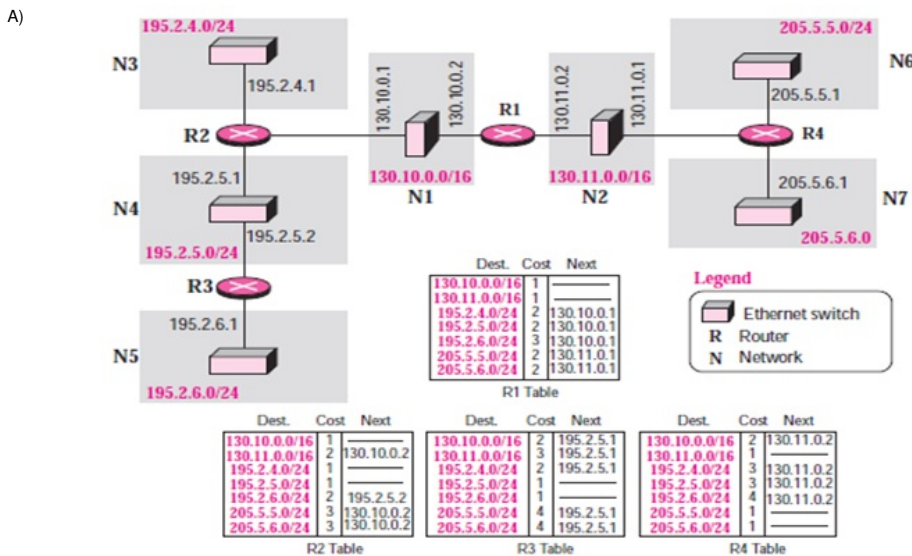 A)
195.2.4.0/24
205.5.5.0/24
N3
N6
195.2.4.1
130.10.0.1
130.10.0.2
R1
130.11.0.2
130.11.0.1
205.5.5.1
R2
R4
130.10.0.0/16
130.11.0.0/16
N1
N2
195.2.5.1
205.5.6.1
N4
N7
195.2.5.0/24
195.2.5.2
205.5.6.0
R3
195.2.6.1
N5
195.2.6.0/24
Dest. Cost Next
130.10.0.0/16 1
130.11.0.0/16 1
195.2.4.0/24 2 130.10.0.1
195.2.5.0/24 2 130.10.0.1
195.2.6.0/24 3 130.10.0.1
205.5.5.0/24 2 130.11.0.1
205.5.6.0/24 2 130.11.0.1
R1 Table
Legend
Ethernet switch
R Router
N Network
Dest. Cost Next
130.10.0.0/16 1
130.11.0.0/16 2 130.10.0.2
195.2.4.0/24 1
195.2.5.0/24 1
195.2.6.0/24 2 195.2.5.2
205.5.5.0/24 3 130.10.0.2
205.5.6.0/24 3 130.10.0.2
R2 Table
Dest. Cost Next
130.10.0.0/16 2 195.2.5.1
130.11.0.0/16 3 195.2.5.1
195.2.4.0/24 2 195.2.5.1
195.2.5.0/24 1
195.2.6.0/24 1
205.5.5.0/24 4 195.2.5.1
205.5.6.0/24 4 195.2.5.1
R3 Table
Dest. Cost Next
130.10.0.0/16 2 130.11.0.2
130.11.0.0/16 1
195.2.4.0/24 3 130.11.0.2
195.2.5.0/24 3 130.11.0.2
195.2.6.0/24 4 130.11.0.2
205.5.5.0/24 1
205.5.6.0/24 1
R4 Table